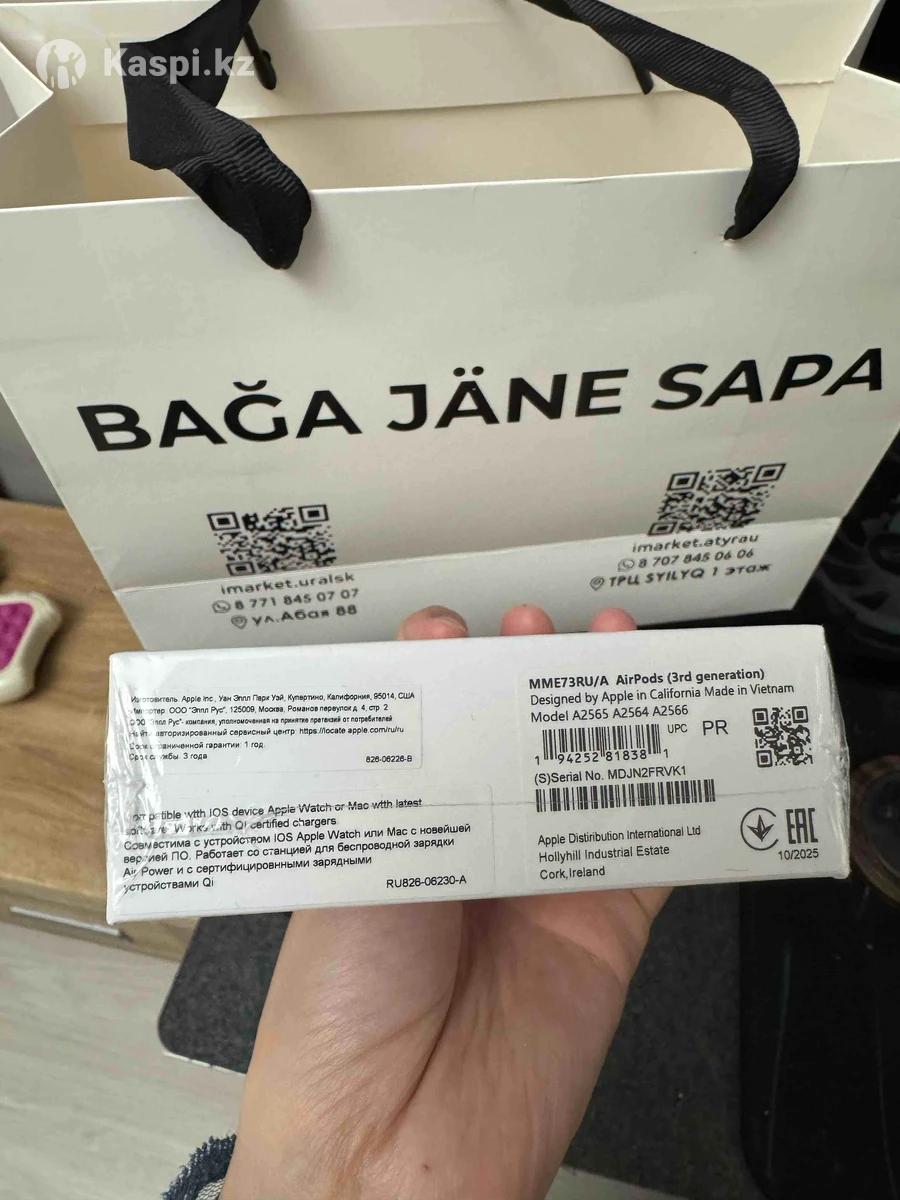 Kaspi.kz
BAĞA JÄNE SAPA
imarket.uralsk
8 771 845 07 07
ул.Абая 88
imarket.atyrau
8 707 845 06 06
ТРЦ SYILYQ 1 этаж
Изготовитель: Apple Inc., Уан Эппл Парк Уэй, Купертино, Калифорния, 95014, США
Импортер: ООО "Эппл Рус", 125009, Москва, Романов переулок д. 4, стр. 2
ООО "Эппл Рус"- компания, уполномоченная на принятие претензий от потребителей
Найти авторизированный сервисный центр: https://locate.apple.com/ru/ru
Срок ограниченной гарантии: 1 год.
Срок службы: 3 года
826-06226-B
Compatible with IOS device Apple Watch or Mac with latest
software. Works with Qi certified chargers
Совместима с устройством IOS Apple Watch или Mac с новейшей
версией ПО. Работает со станцией для беспроводной зарядки
Air Power и с сертифицировнными зарядными
устройствами Qi
RU826-06230-A
MME73RU/A AirPods (3rd generation)
Designed by Apple in California Made in Vietnam
Model A2565 A2564 A2566
UPC PR
1 94252 81838 1
(S)Serial No. MDJN2FRVK1
Apple Distribution International Ltd
Hollyhill Industrial Estate
Cork,Ireland
EAC
10/2025